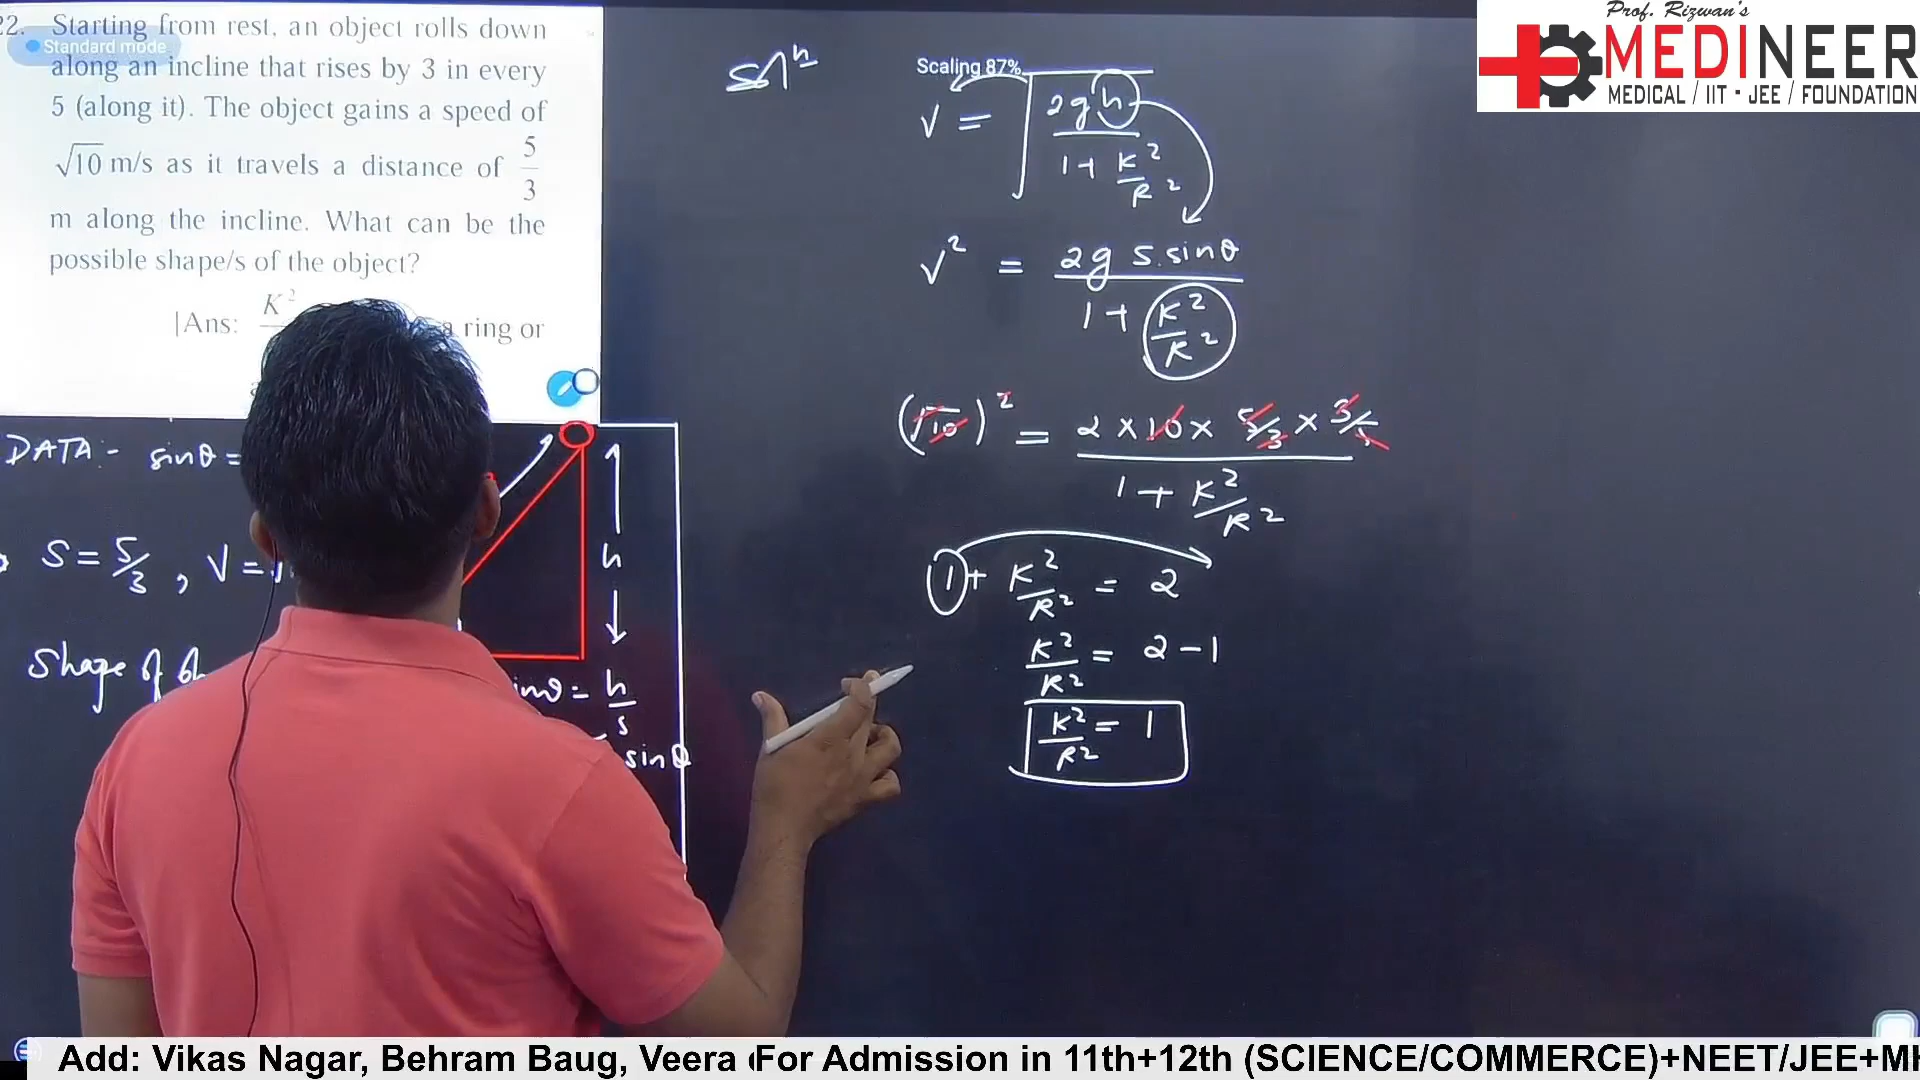 22. Starting from rest, an object rolls down
Standard mode
along an incline that rises by 3 in every
5 (along it). The object gains a speed of
√10 m/s as it travels a distance of 5/3
m along the incline. What can be the
possible shape/s of the object?
|Ans: K²
a ring or
DATA:- sinθ =
S = 5/3 , V =
Shape of
h
sinθ = h/s
sinθ
Solⁿ
Scaling 87%
v = √(2gh / (1 + K²/R²))
v² = 2g s.sinθ / (1 + K²/R²)
(√10)² = 2 × 10 × 5/3 × 3/5 / (1 + K²/R²)
1 + K²/R² = 2
K²/R² = 2 - 1
K²/R² = 1
Prof. Rizwan's
MEDINEER
MEDICAL / IIT - JEE / FOUNDATION
Add: Vikas Nagar, Behram Baug, Veera
For Admission in 11th+12th (SCIENCE/COMMERCE)+NEET/JEE+MH